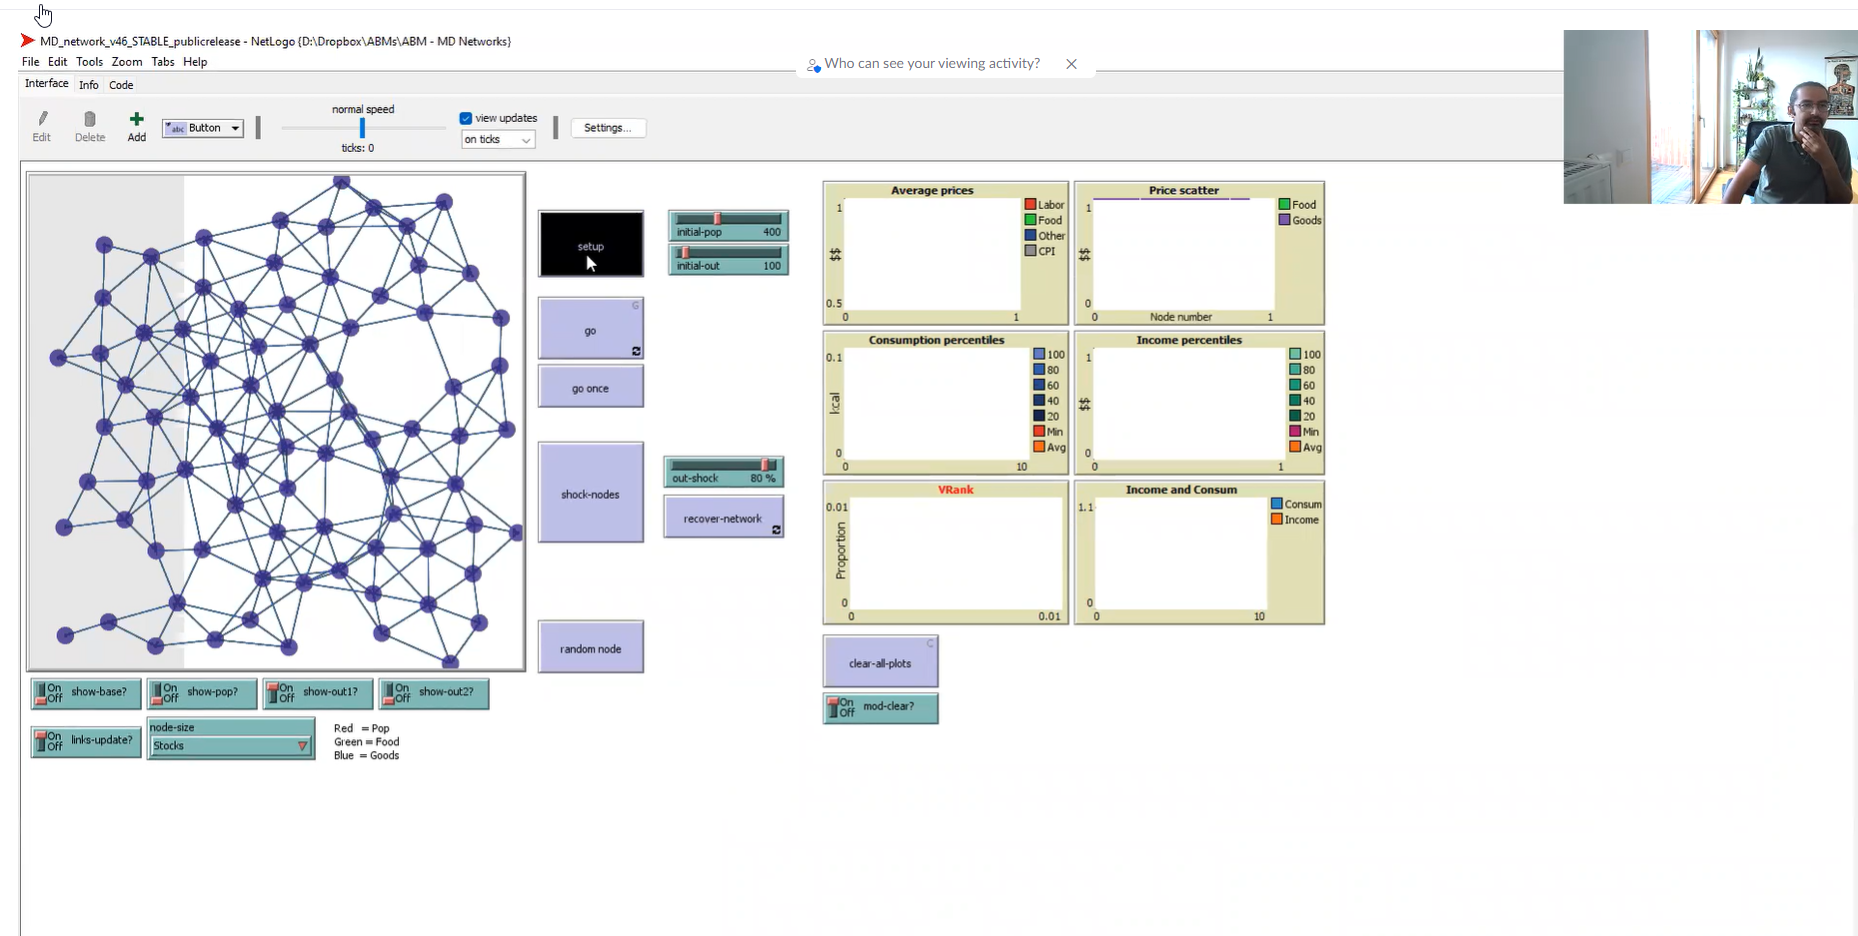 MD_network_v46_STABLE_publicrelease - NetLogo {D:\Dropbox\ABMs\ABM - MD Networks}
File Edit Tools Zoom Tabs Help
Who can see your viewing activity?
Interface Info Code
Edit
Delete
Add
abc Button
normal speed
ticks: 0
view updates
on ticks
Settings...
setup
G
go
go once
shock-nodes
random node
initial-pop 400
initial-out 100
out-shock 80 %
recover-network
Average prices
$$
1
0.5
0
1
Labor
Food
Other
CPI
Price scatter
$$
1
0
0
Node number
1
Food
Goods
Consumption percentiles
kcal
0.1
0
0
10
100
80
60
40
20
Min
Avg
Income percentiles
$$
1
0
0
1
100
80
60
40
20
Min
Avg
VRank
Proportion
0.01
0
0
0.01
Income and Consum
1.1
0
0
10
Consum
Income
C
clear-all-plots
On
Off
mod-clear?
On
Off
show-base?
On
Off
show-pop?
On
Off
show-out1?
On
Off
show-out2?
On
Off
links-update?
node-size
Stocks
Red = Pop
Green = Food
Blue = Goods